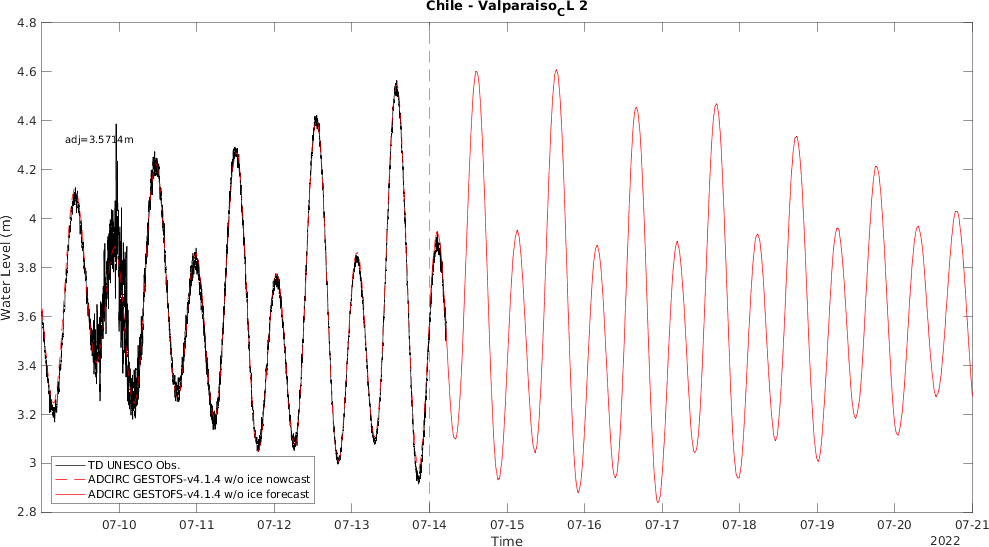 Chile - Valparaiso_CL 2
4.8
4.6
4.4
4.2
4
3.8
3.6
3.4
3.2
3
2.8
Water Level (m)
adj=3.5714m
TD UNESCO Obs.
ADCIRC GESTOFS-v4.1.4 w/o ice nowcast
ADCIRC GESTOFS-v4.1.4 w/o ice forecast
07-10 07-11 07-12 07-13 07-14 07-15 07-16 07-17 07-18 07-19 07-20 07-21
Time
2022